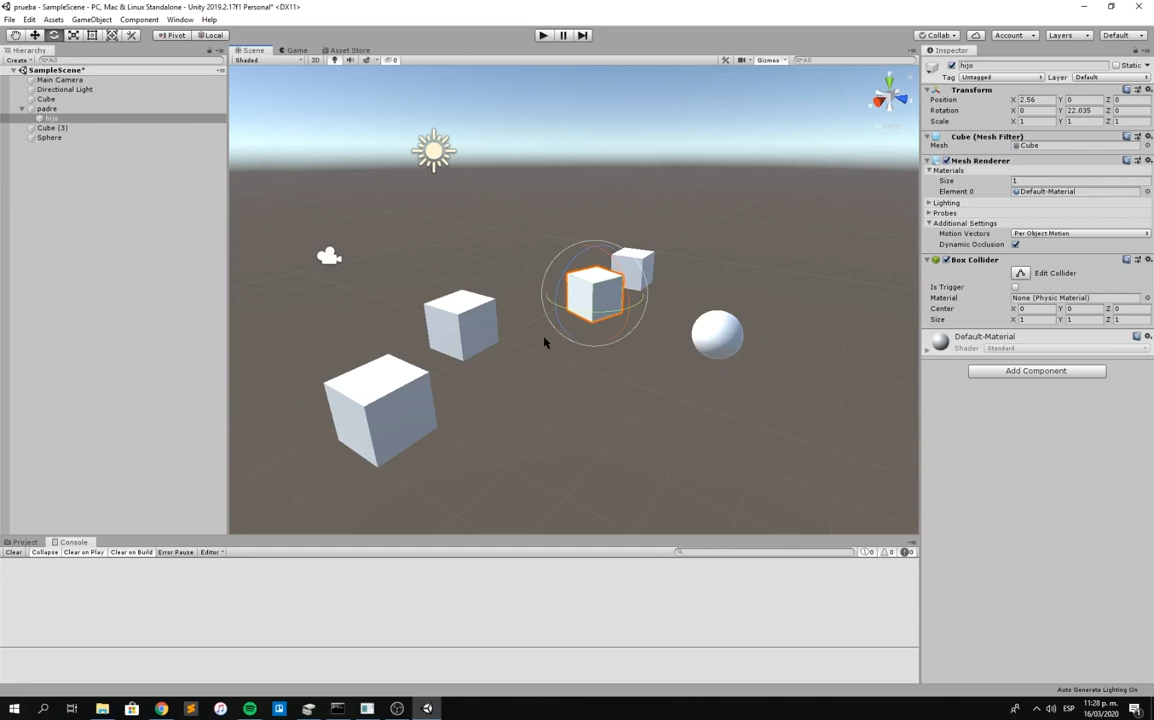 prueba - SampleScene - PC, Mac & Linux Standalone - Unity 2019.2.17f1 Personal* <DX11>
File Edit Assets GameObject Component Window Help
Pivot Local Collab Account Layers Default
Hierarchy Scene Game Asset Store Inspector
Create All Shaded 2D 0 Gizmos All hijo Static
SampleScene* Tag Untagged Layer Default
Main Camera
Directional Light
Cube
padre
hijo
Cube (3)
Sphere
Transform
Position X 2.56 Y 0 Z 0
Rotation X 0 Y 22.035 Z 0
Scale X 1 Y 1 Z 1
Cube (Mesh Filter)
Mesh Cube
Mesh Renderer
Materials
Size 1
Element 0 Default-Material
Lighting
Probes
Additional Settings
Motion Vectors Per Object Motion
Dynamic Occlusion
Box Collider
Edit Collider
Is Trigger
Material None (Physic Material)
Center X 0 Y 0 Z 0
Size X 1 Y 1 Z 1
Default-Material
Shader Standard
Add Component
Project Console
Clear Collapse Clear on Play Clear on Build Error Pause Editor 0 0 0
Auto Generate Lighting On
ESP 11:28 p. m.
16/03/2020